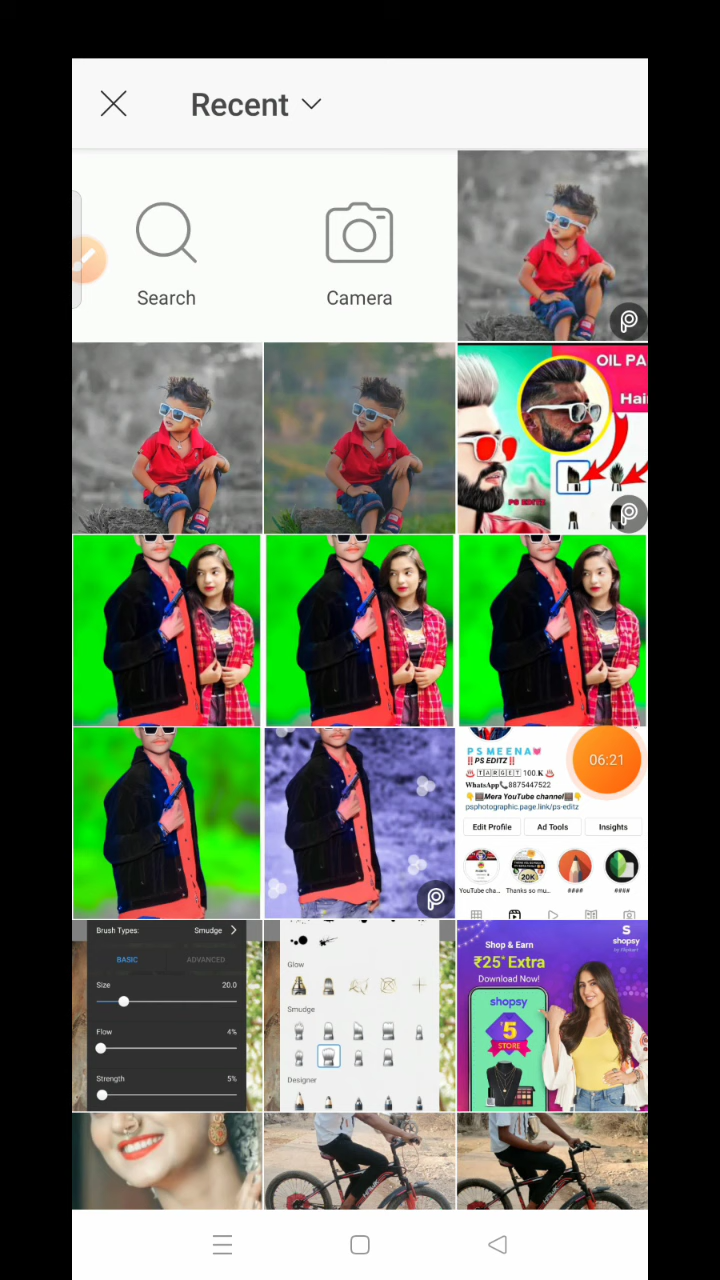 Recent
Search
Camera
OIL PA
Hai
PS EDITZ
P S M E E N A💓
‼️PS EDITZ‼️
♨️ 🅃🄰🅁🄶🄴🅃 100.K ♨️
WhatsApp📞8875447522
👇🎬Mera YouTube channel🎬👇
psphotographic.page.link/ps-editz
06:21
Edit Profile
Ad Tools
Insights
20K
YouTube cha...
Thanks so mu...
####
####
Brush Types:
Smudge
BASIC
ADVANCED
Size
20.0
Flow
4%
Strength
5%
Glow
Smudge
Designer
S
shopsy
by Flipkart
Shop & Earn
₹25* Extra
Download Now!
shopsy
₹5
STORE